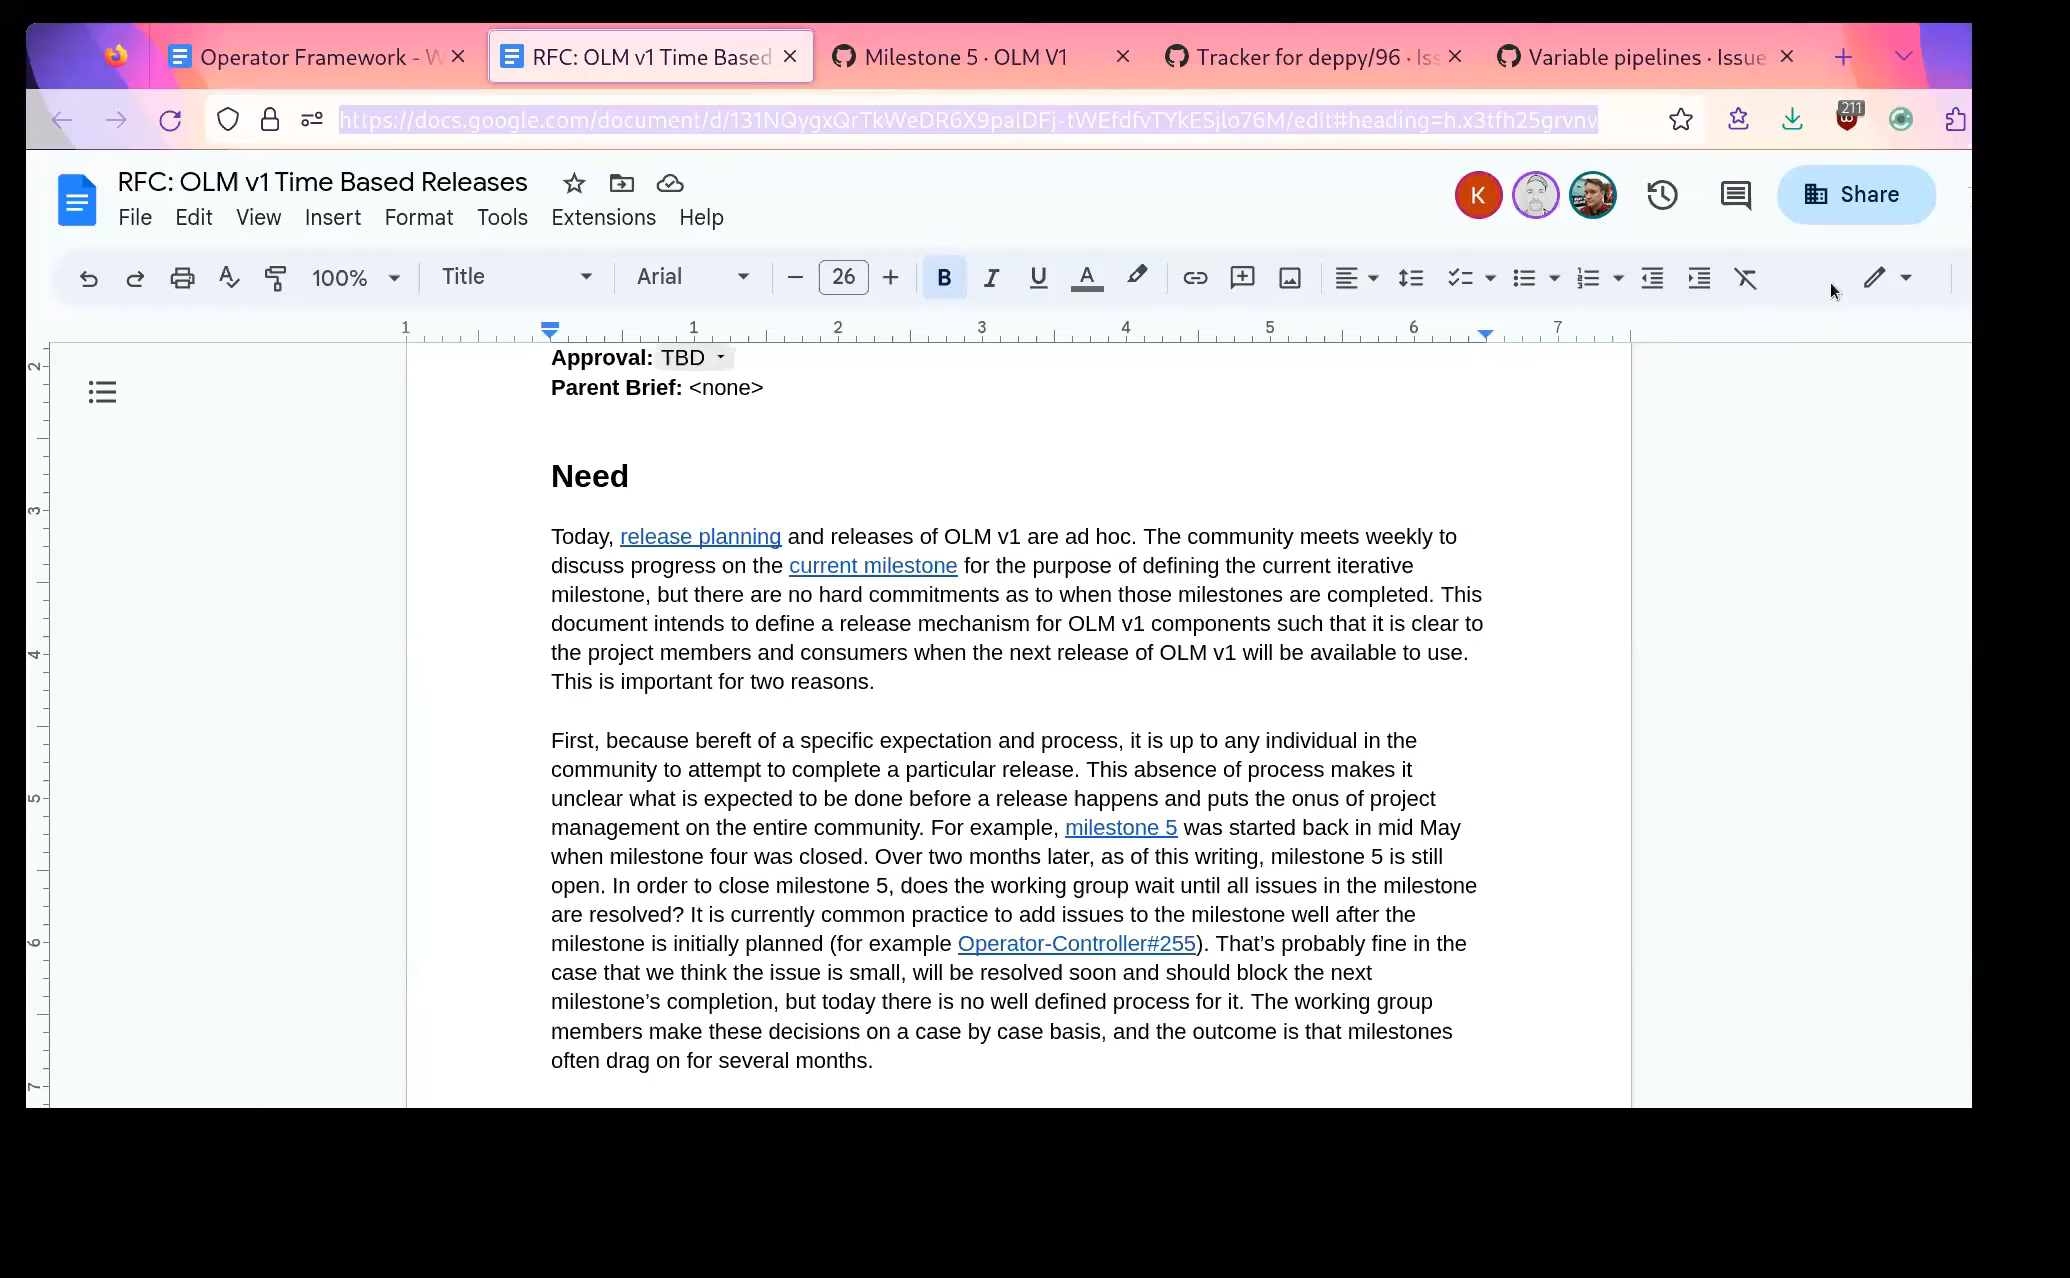 Operator Framework - W
RFC: OLM v1 Time Based
Milestone 5 · OLM V1
Tracker for deppy/96 · Iss
Variable pipelines · Issue
https://docs.google.com/document/d/131NQygxQrTkWeDR6X9palDFj-tWEfdfvTYkESjlo76M/edit#heading=h.x3tfh25grvnv
211
RFC: OLM v1 Time Based Releases
File Edit View Insert Format Tools Extensions Help
K
Share
100% Title Arial 26 B I U A
1 1 2 3 4 5 6 7
2
3
4
5
6
7
Approval: TBD
Parent Brief: <none>
Need
Today, release planning and releases of OLM v1 are ad hoc. The community meets weekly to
discuss progress on the current milestone for the purpose of defining the current iterative
milestone, but there are no hard commitments as to when those milestones are completed. This
document intends to define a release mechanism for OLM v1 components such that it is clear to
the project members and consumers when the next release of OLM v1 will be available to use.
This is important for two reasons.
First, because bereft of a specific expectation and process, it is up to any individual in the
community to attempt to complete a particular release. This absence of process makes it
unclear what is expected to be done before a release happens and puts the onus of project
management on the entire community. For example, milestone 5 was started back in mid May
when milestone four was closed. Over two months later, as of this writing, milestone 5 is still
open. In order to close milestone 5, does the working group wait until all issues in the milestone
are resolved? It is currently common practice to add issues to the milestone well after the
milestone is initially planned (for example Operator-Controller#255). That’s probably fine in the
case that we think the issue is small, will be resolved soon and should block the next
milestone’s completion, but today there is no well defined process for it. The working group
members make these decisions on a case by case basis, and the outcome is that milestones
often drag on for several months.